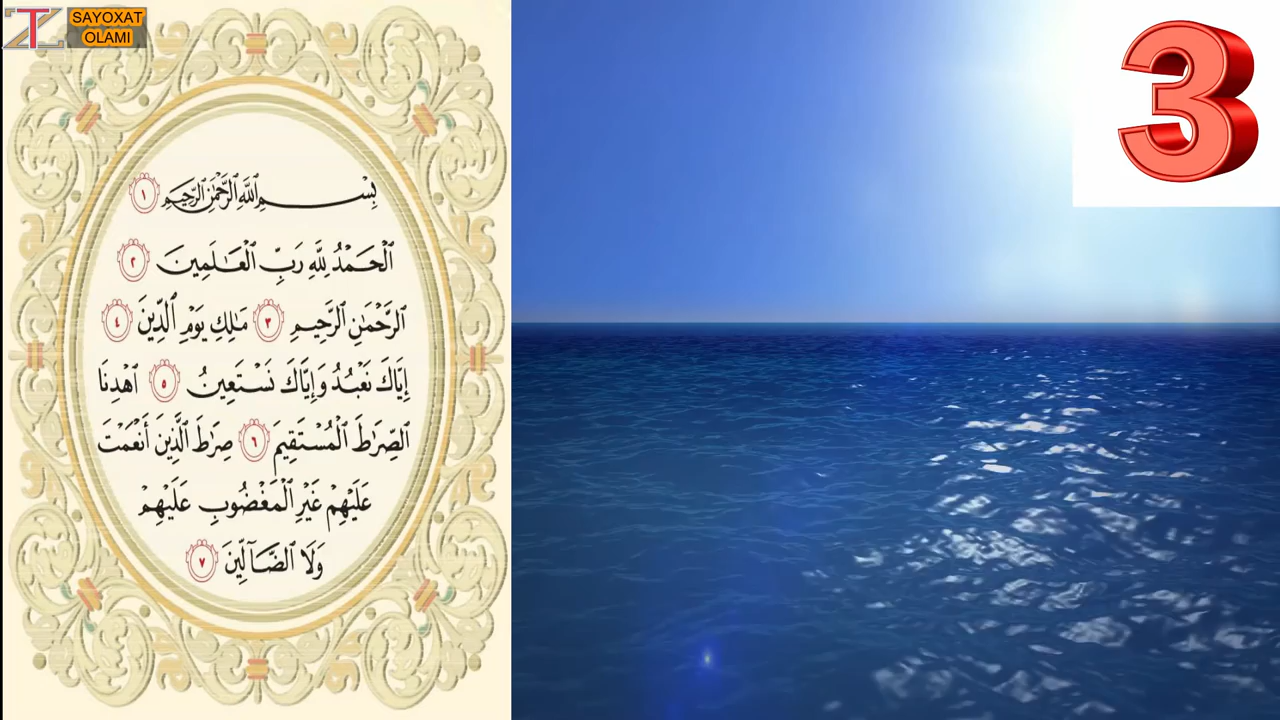 SAYOXAT
OLAMI
3
بِسْمِ ٱللَّهِ ٱلرَّحْمَٰنِ ٱلرَّحِيمِ ١
ٱلْحَمْدُ لِلَّهِ رَبِّ ٱلْعَـٰلَمِينَ ٢
ٱلرَّحْمَٰنِ ٱلرَّحِيمِ ٣ مَـٰلِكِ يَوْمِ ٱلدِّينِ ٤
إِيَّاكَ نَعْبُدُ وَإِيَّاكَ نَسْتَعِينُ ٥ ٱهْدِنَا
ٱلصِّرَٰطَ ٱلْمُسْتَقِيمَ ٦ صِرَٰطَ ٱلَّذِينَ أَنْعَمْتَ
عَلَيْهِمْ غَيْرِ ٱلْمَغْضُوبِ عَلَيْهِمْ
وَلَا ٱلضَّآلِّينَ ٧